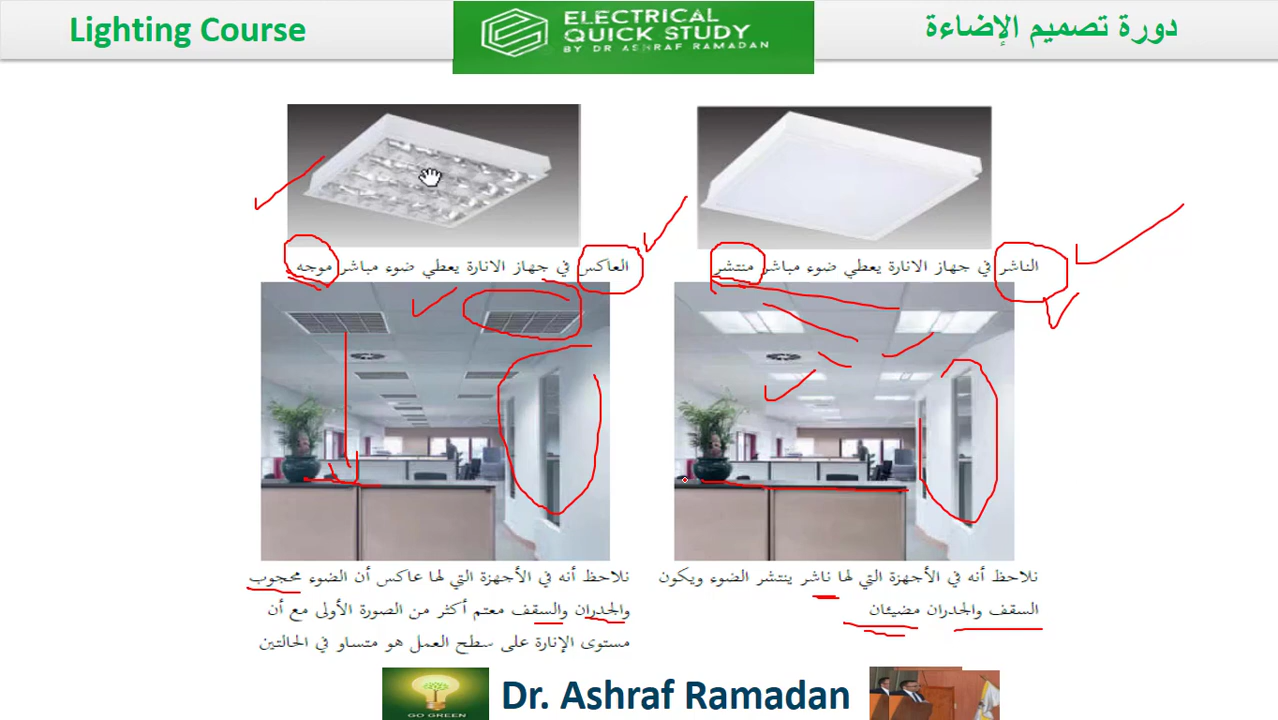 Lighting Course
ELECTRICAL
QUICK STUDY
BY DR ASHRAF RAMADAN
دورة تصميم الإضاءة
الناشر في جهاز الانارة يعطي ضوء مباشر منتشر
العاكس في جهاز الانارة يعطي ضوء مباشر موجه
نلاحظ أنه في الأجهزة التي لها ناشر ينتشر الضوء ويكون
السقف والجدران مضيئان
نلاحظ أنه في الأجهزة التي لها عاكس أن الضوء محجوب
والجدران والسقف معتم أكثر من الصورة الأولى مع أن
مستوى الإنارة على سطح العمل هو متساو في الحالتين
GO GREEN
Dr. Ashraf Ramadan